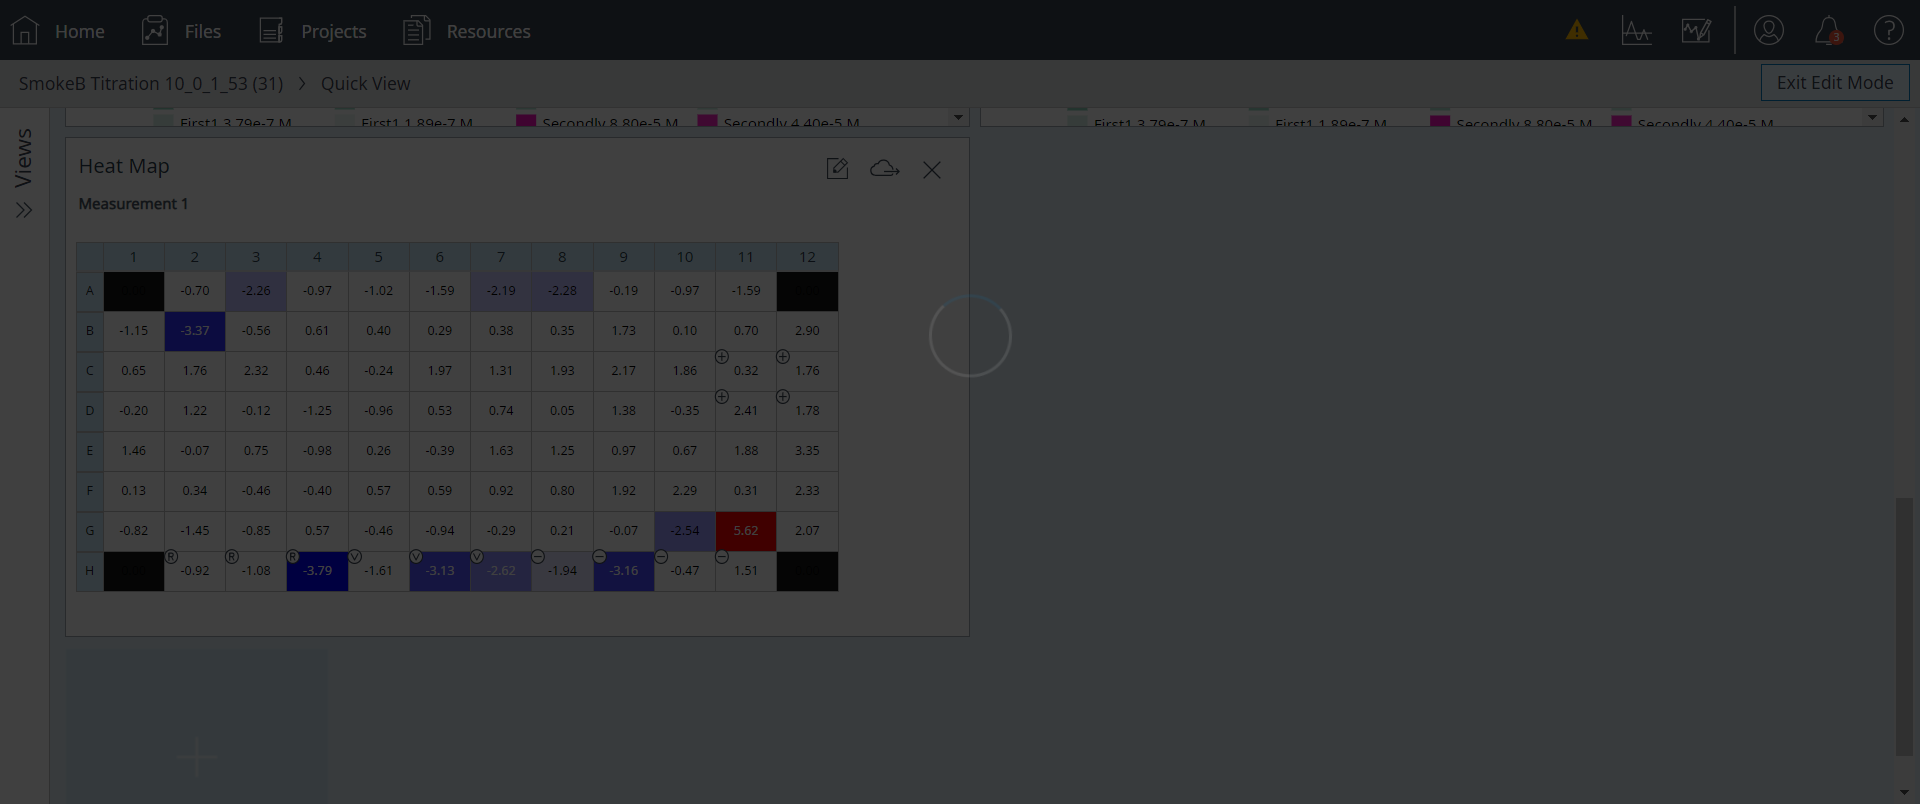 Home Files Projects Resources 3
SmokeB Titration 10_0_1_53 (31) Quick View Exit Edit Mode
Views
First1 3.79e-7 M First1 1.89e-7 M Secondly 8.80e-5 M Secondly 4.40e-5 M First1 3.79e-7 M First1 1.89e-7 M Secondly 8.80e-5 M Secondly 4.40e-5 M
Heat Map
Measurement 1
1 2 3 4 5 6 7 8 9 10 11 12
A -0.70 -2.26 -0.97 -1.02 -1.59 -2.19 -2.28 -0.19 -0.97 -1.59
B -1.15 -3.37 -0.56 0.61 0.40 0.29 0.38 0.35 1.73 0.10 0.70 2.90
C 0.65 1.76 2.32 0.46 -0.24 1.97 1.31 1.93 2.17 1.86 0.32 1.76
D -0.20 1.22 -0.12 -1.25 -0.96 0.53 0.74 0.05 1.38 -0.35 2.41 1.78
E 1.46 -0.07 0.75 -0.98 0.26 -0.39 1.63 1.25 0.97 0.67 1.88 3.35
F 0.13 0.34 -0.46 -0.40 0.57 0.59 0.92 0.80 1.92 2.29 0.31 2.33
G -0.82 -1.45 -0.85 0.57 -0.46 -0.94 -0.29 0.21 -0.07 -2.54 5.62 2.07
R R R V V V
H -0.92 -1.08 -3.79 -1.61 -3.13 -2.62 -1.94 -3.16 -0.47 1.51